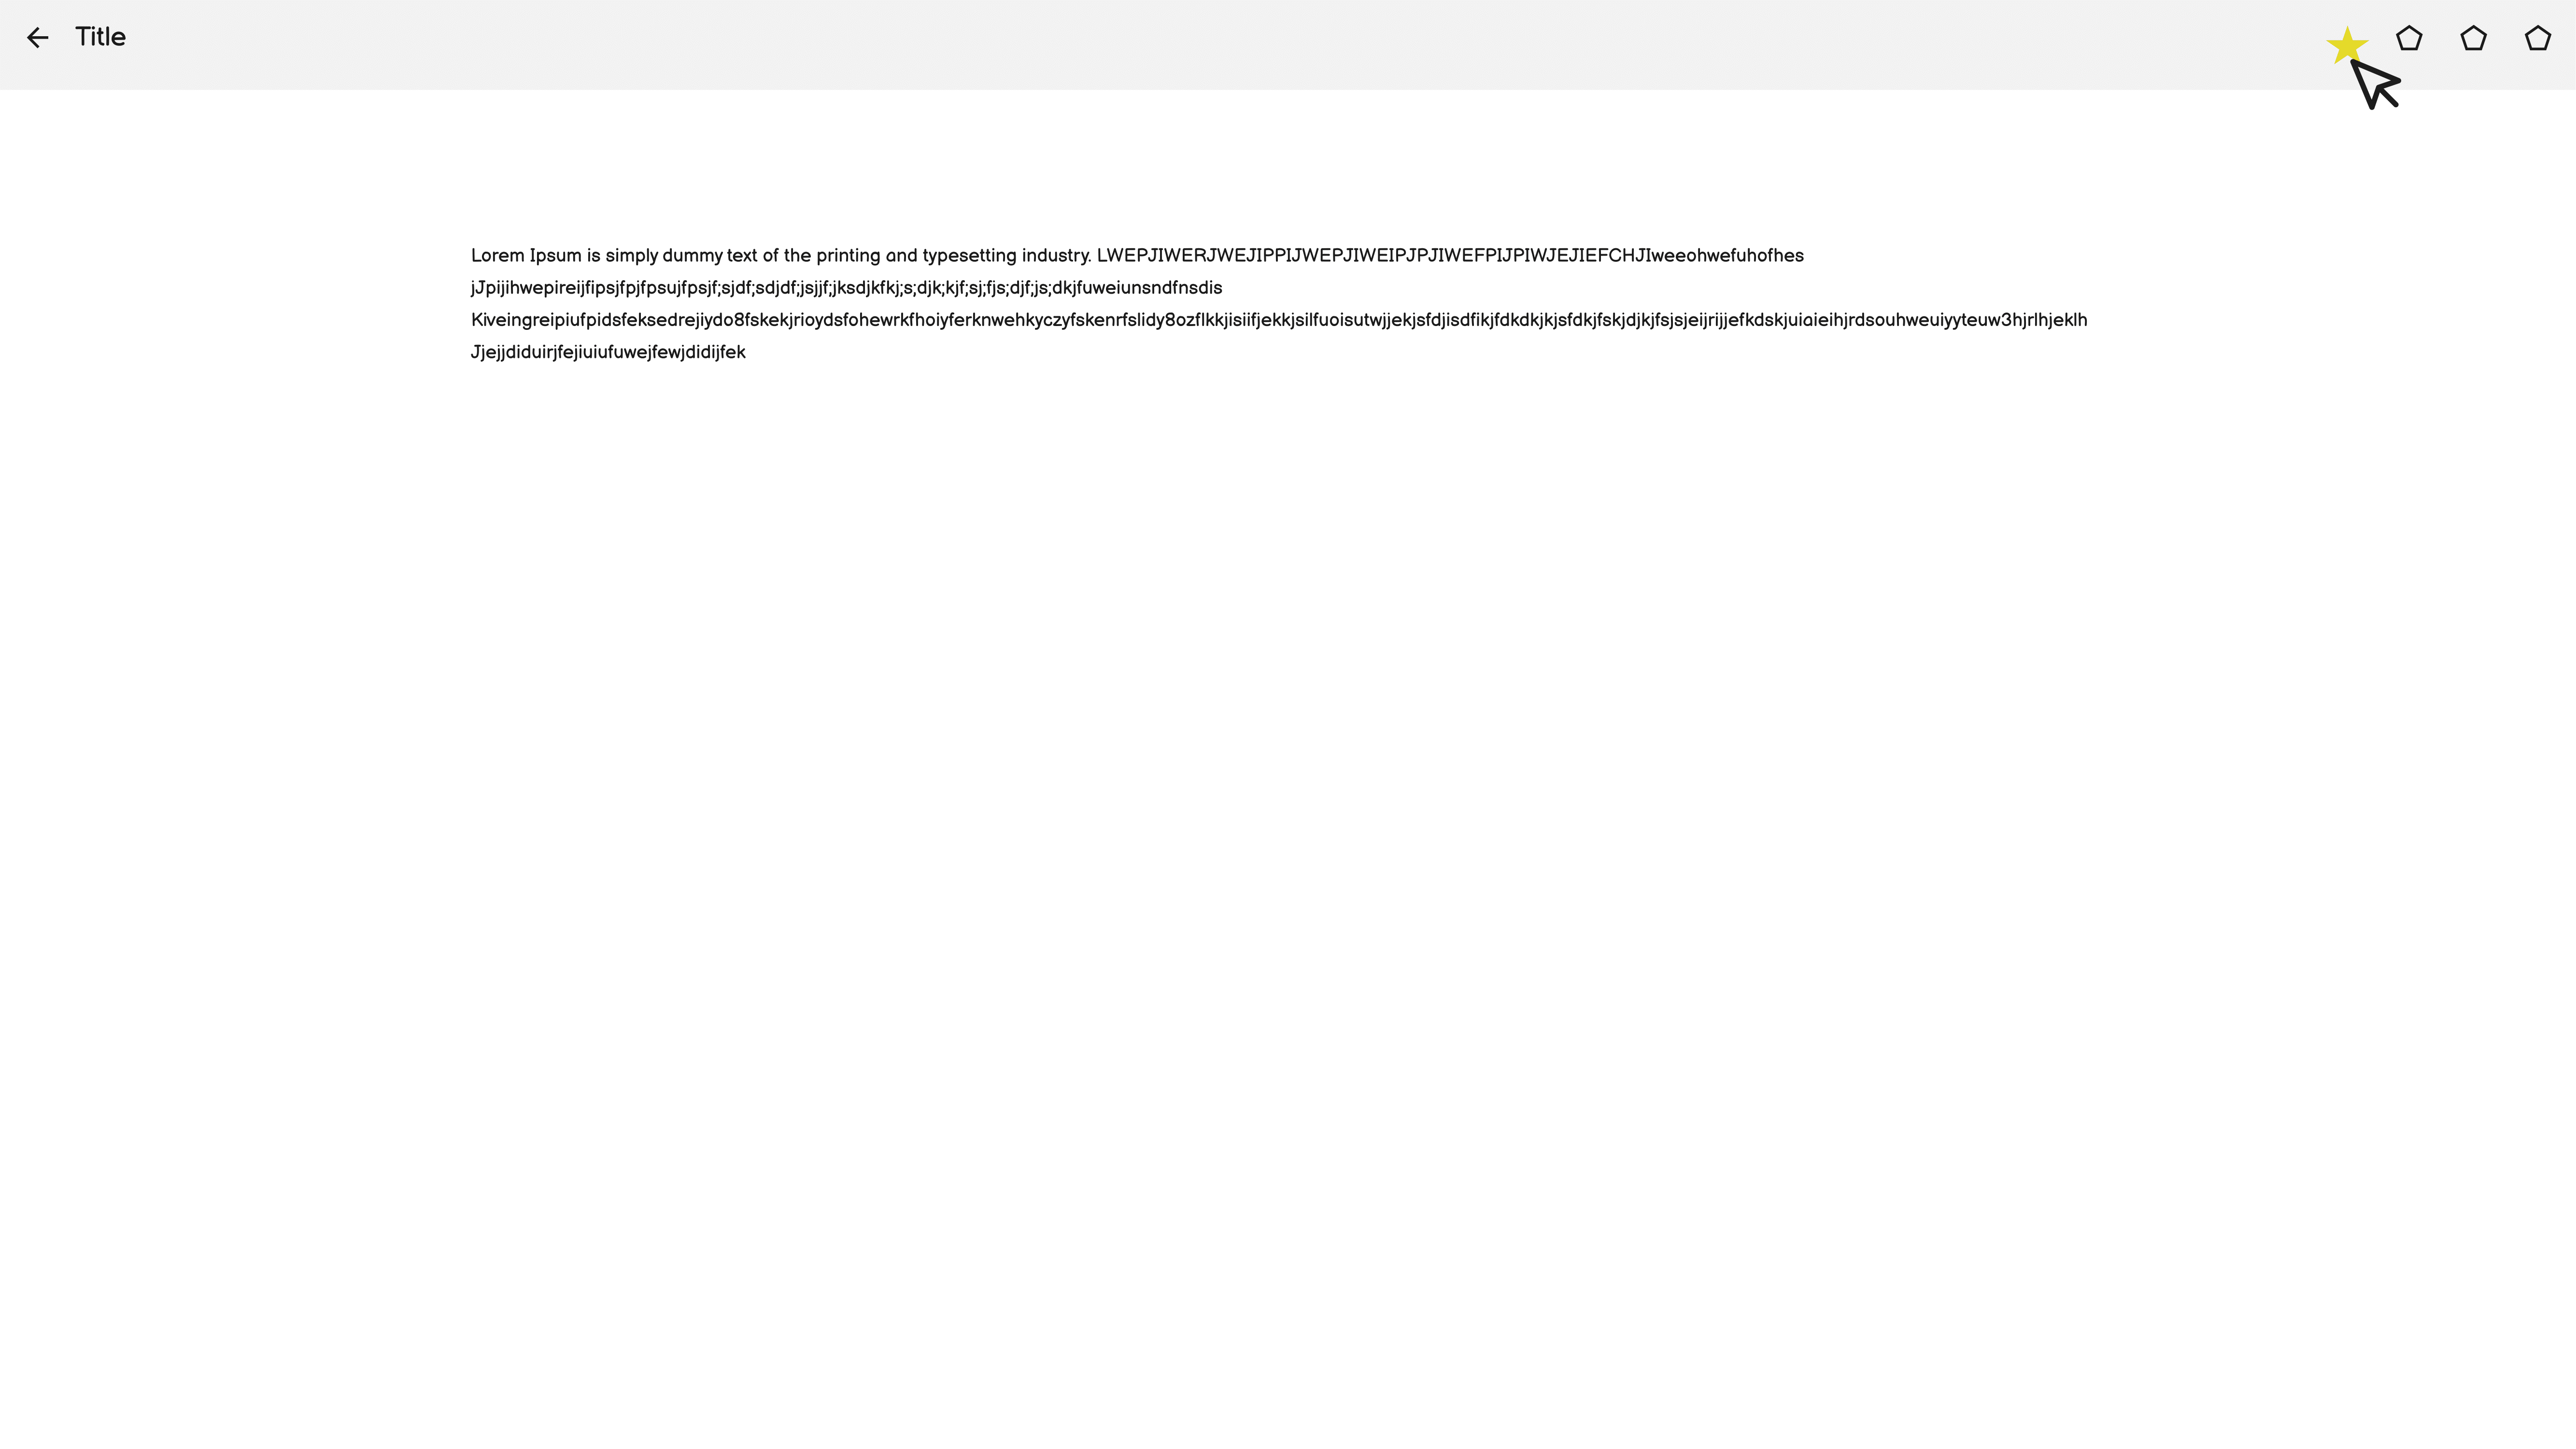 Title
Lorem Ipsum is simply dummy text of the printing and typesetting industry. LWEPJIWERJWEJIPPIJWEPJIWEIPJPJIWEFPIJPIWJEJIEFCHJIweeohwefuhofhes
jJpijihwepireijfipsjfpjfpsujfpsjf;sjdf;sdjdf;jsjjf;jksdjkfkj;s;djk;kjf;sj;fjs;djf;js;dkjfuweiunsndfnsdis
Kiveingreipiufpidsfeksedrejiydo8fskekjrioydsfohewrkfhoiyferknwehkyczyfskenrfslidy8ozflkkjisiifjekkjsilfuoisutwjjekjsfdjisdfikjfdkdkjkjsfdkjfskjdjkjfsjsjeijrijjefkdskjuiaieihjrdsouhweuiyyteuw3hjrlhjeklh
Jjejjdiduirjfejiuiufuwejfewjdidijfek